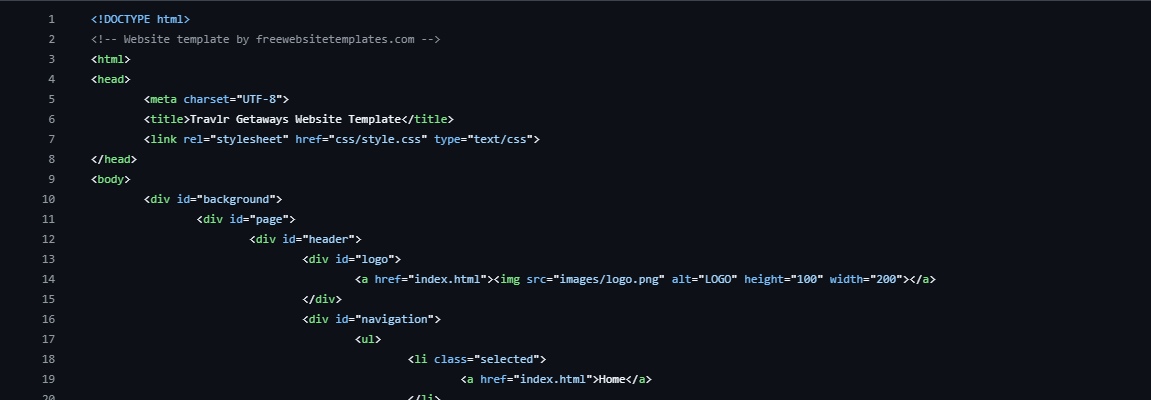 1 <!DOCTYPE html>
2 <!-- Website template by freewebsitetemplates.com -->
3 <html>
4 <head>
5 <meta charset="UTF-8">
6 <title>Travlr Getaways Website Template</title>
7 <link rel="stylesheet" href="css/style.css" type="text/css">
8 </head>
9 <body>
10 <div id="background">
11 <div id="page">
12 <div id="header">
13 <div id="logo">
14 <a href="index.html"><img src="images/logo.png" alt="LOGO" height="100" width="200"></a>
15 </div>
16 <div id="navigation">
17 <ul>
18 <li class="selected">
19 <a href="index.html">Home</a>
20 </li>